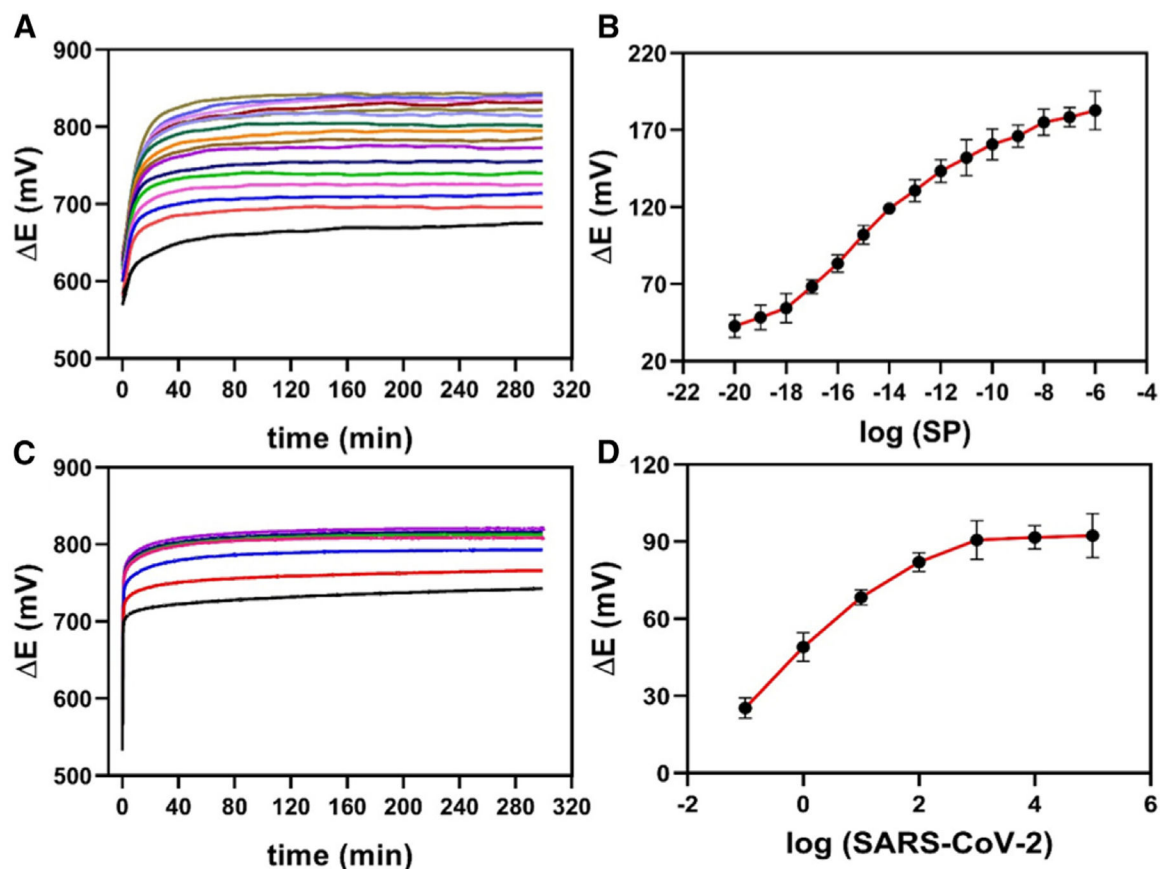 A
900
800
700
600
500
ΔE (mV)
0 40 80 120 160 200 240 280 320
time (min)
B
220
170
120
70
20
ΔE (mV)
-22 -20 -18 -16 -14 -12 -10 -8 -6 -4
log (SP)
C
900
800
700
600
500
ΔE (mV)
0 40 80 120 160 200 240 280 320
time (min)
D
120
90
60
30
0
ΔE (mV)
-2 0 2 4 6
log (SARS-CoV-2)